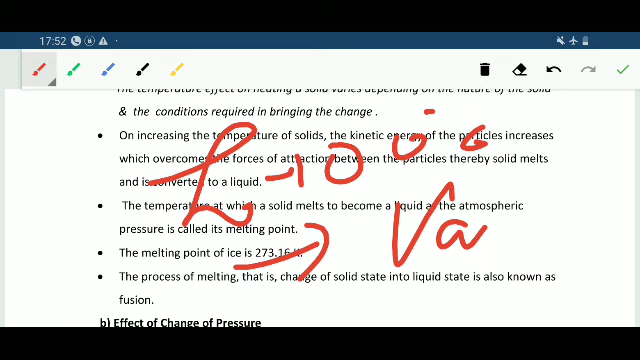 17:52
The temperature effect on heating a solid varies depending on the nature of the solid
& the conditions required in bringing the change .
• On increasing the temperature of solids, the kinetic energy of the particles increases
which overcomes the forces of attraction between the particles thereby solid melts
and is converted to a liquid.
• The temperature at which a solid melts to become a liquid at the atmospheric
pressure is called its melting point.
• The melting point of ice is 273.16 K.
• The process of melting, that is, change of solid state into liquid state is also known as
fusion.
b) Effect of Change of Pressure